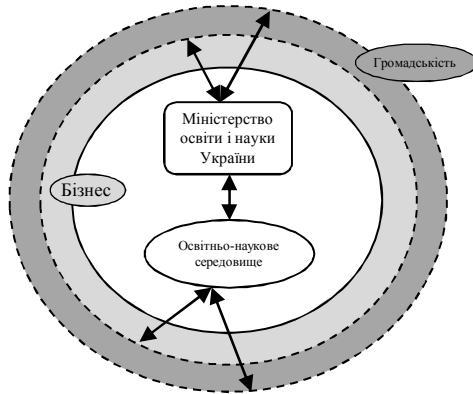 Громадськість
Міністерство
освіти і науки
України
Бізнес
Освітньо-наукове
середовище